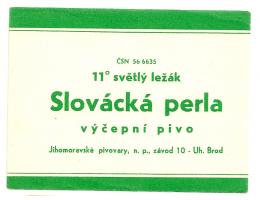 ČSN 56 6635
11° světlý ležák
Slovácká perla
výčepní pivo
Jihomoravské pivovary, n. p., závod 10 - Uh. Brod